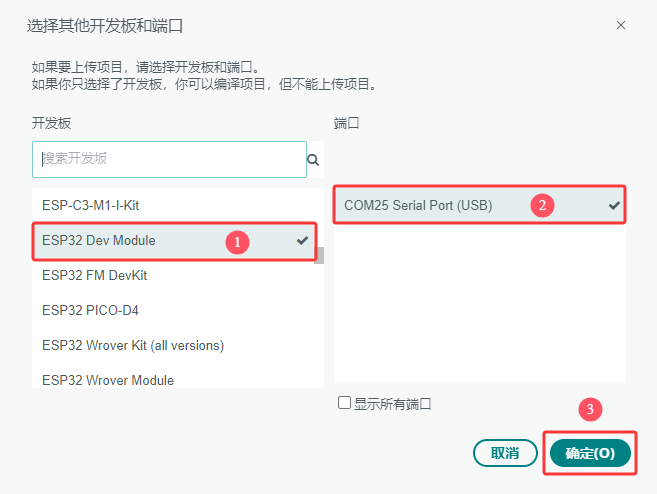 选择其他开发板和端口
×
如果要上传项目，请选择开发板和端口。
如果你只选择了开发板，你可以编译项目，但不能上传项目。
开发板
端口
搜索开发坂
ESP-C3-M1-I-Kit
COM25 Serial Port (USB)
2
ESP32 Dev Module
1
ESP32 FM DevKit
ESP32 PICO-D4
ESP32 Wrover Kit (all versions)
ESP32 Wrover Module
显示所有端口
3
取消
确定(O)